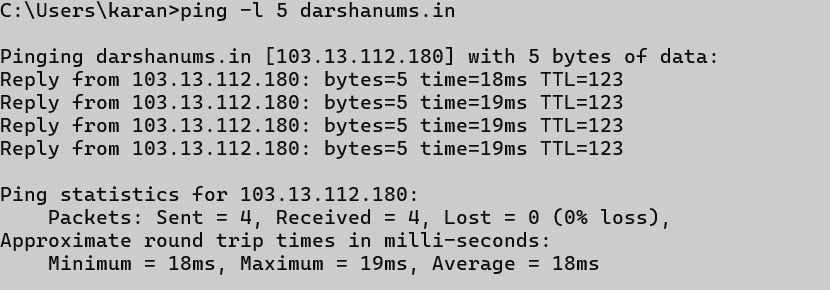 C:\Users\karan>ping -l 5 darshanums.in
Pinging darshanums.in [103.13.112.180] with 5 bytes of data:
Reply from 103.13.112.180: bytes=5 time=18ms TTL=123
Reply from 103.13.112.180: bytes=5 time=19ms TTL=123
Reply from 103.13.112.180: bytes=5 time=19ms TTL=123
Reply from 103.13.112.180: bytes=5 time=19ms TTL=123
Ping statistics for 103.13.112.180:
    Packets: Sent = 4, Received = 4, Lost = 0 (0% loss),
Approximate round trip times in milli-seconds:
    Minimum = 18ms, Maximum = 19ms, Average = 18ms